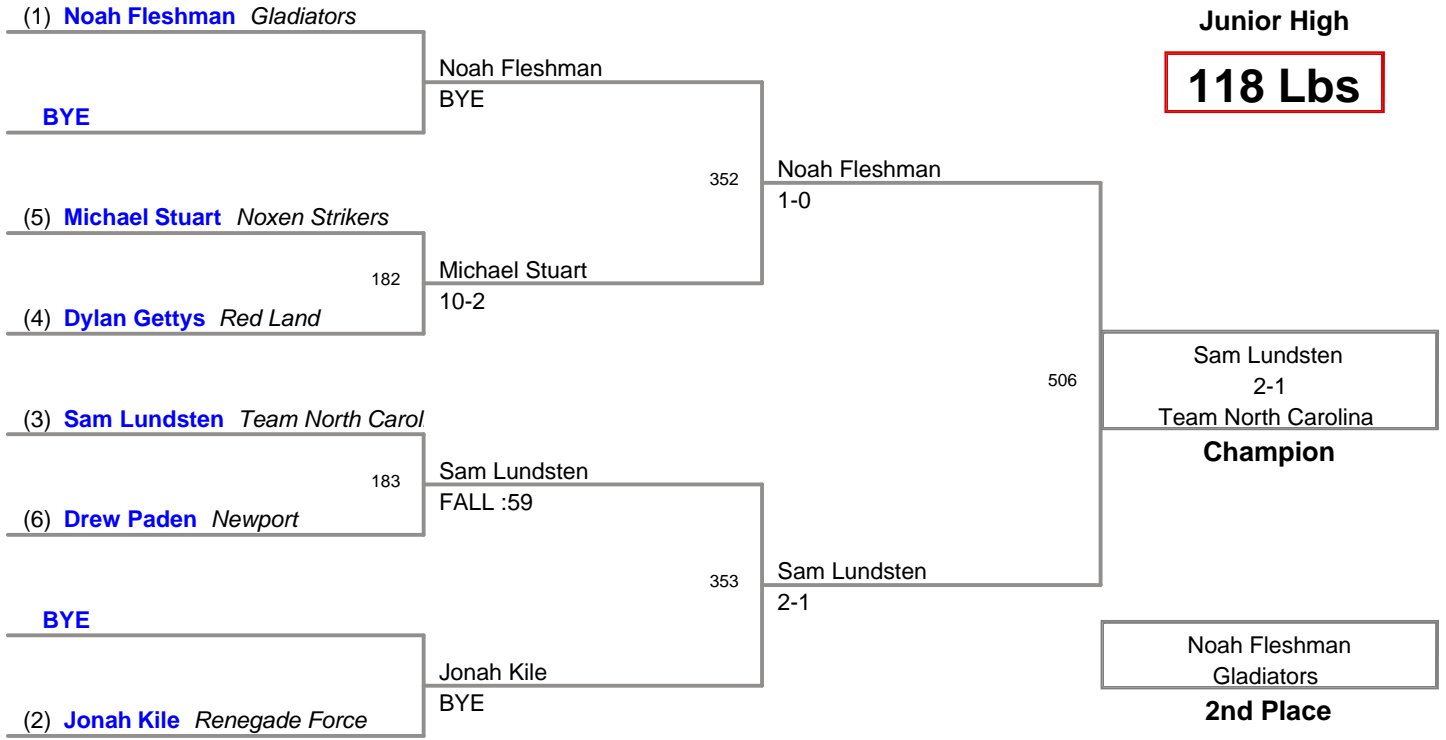 (1) Noah Fleshman Gladiators
Junior High
118 Lbs
Noah Fleshman
BYE
BYE
352
Noah Fleshman
1-0
(5) Michael Stuart Noxen Strikers
182
Michael Stuart
10-2
(4) Dylan Gettys Red Land
506
Sam Lundsten
2-1
Team North Carolina
Champion
(3) Sam Lundsten Team North Carol
183
Sam Lundsten
FALL :59
(6) Drew Paden Newport
353
Sam Lundsten
2-1
BYE
Jonah Kile
BYE
(2) Jonah Kile Renegade Force
Noah Fleshman
Gladiators
2nd Place